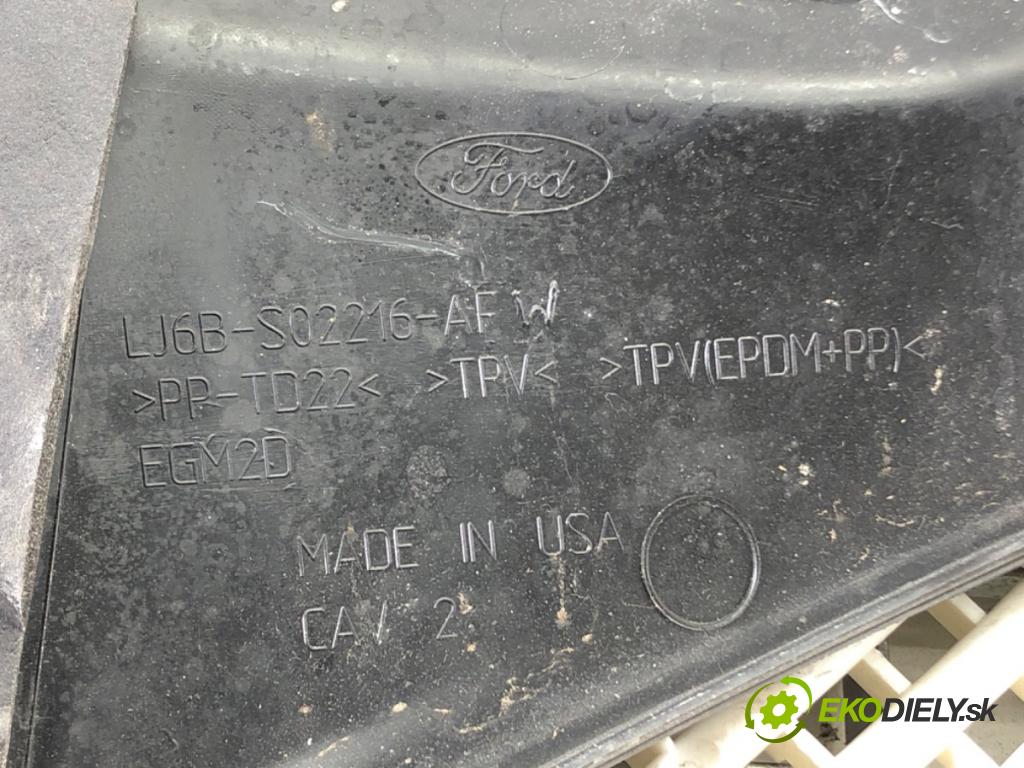 Ford
LJ6B-S02216-AF W
>PP-TD22< >TPV< >TPV(EPDM+PP)<
EGM2D
MADE IN USA
CAV 2
EKODIELY.sk